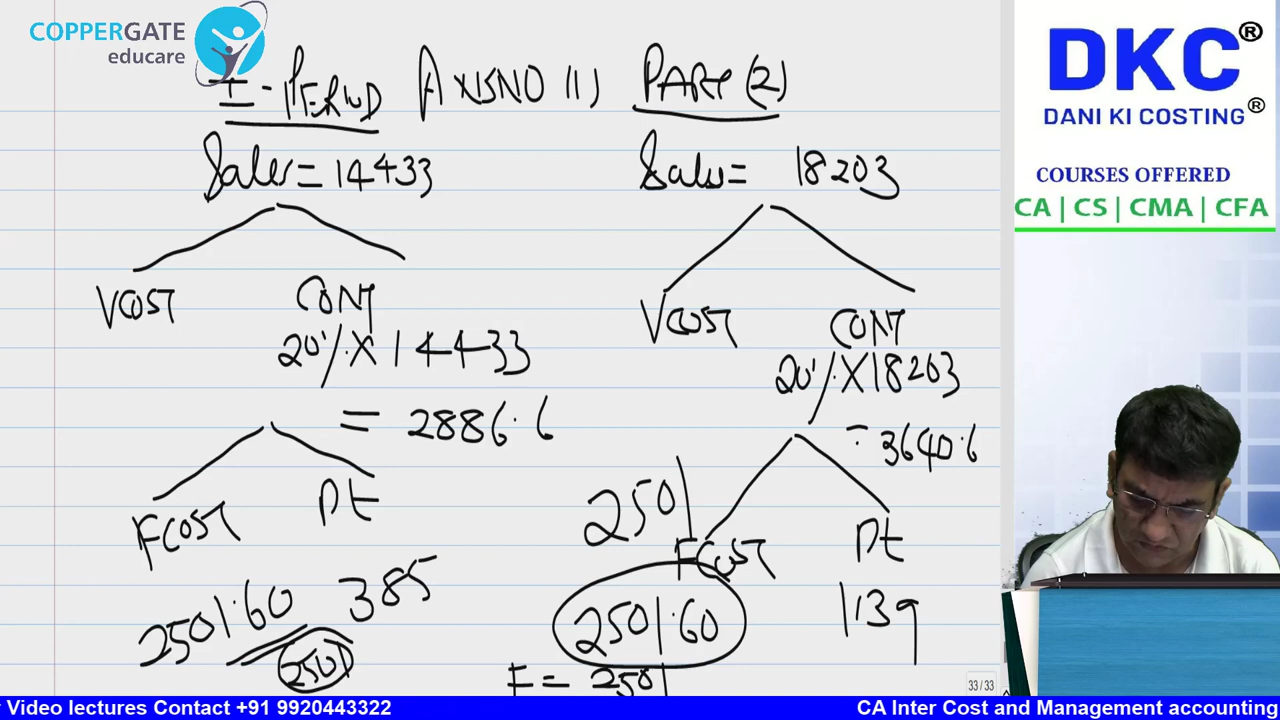 COPPERGATE
educare
I - PERIOD
PART (2)
Sales = 14433
Sales = 18203
VCOST
CONT
20% X 14433
= 2886.6
VCOST
CONT
20% X 18203
= 3640.6
FCOST
Pt
2501.60
385
2501
2501
FCOST
Pt
2501.60
1139
F = 2501
33 / 33
DKC®
DANI KI COSTING®
COURSES OFFERED
CA | CS | CMA | CFA
Video lectures Contact +91 9920443322
CA Inter Cost and Management accounting